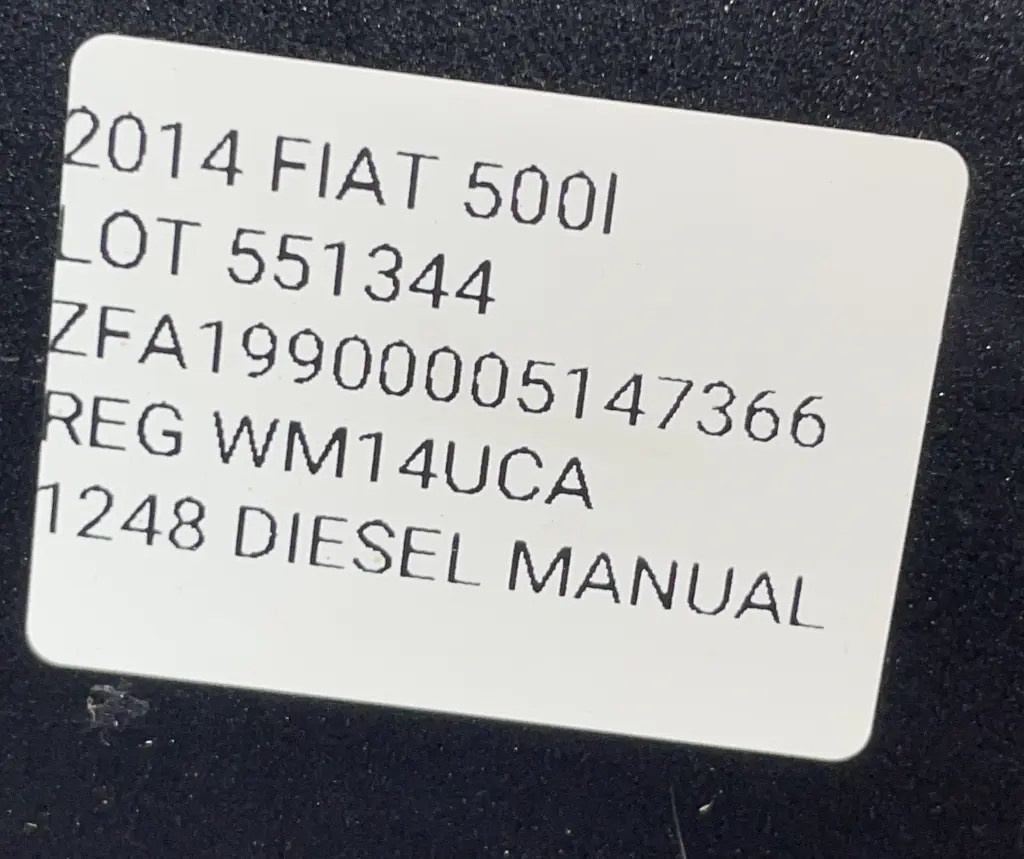 2014 FIAT 500l
LOT 551344
ZFA19900005147366
REG WM14UCA
1248 DIESEL MANUAL